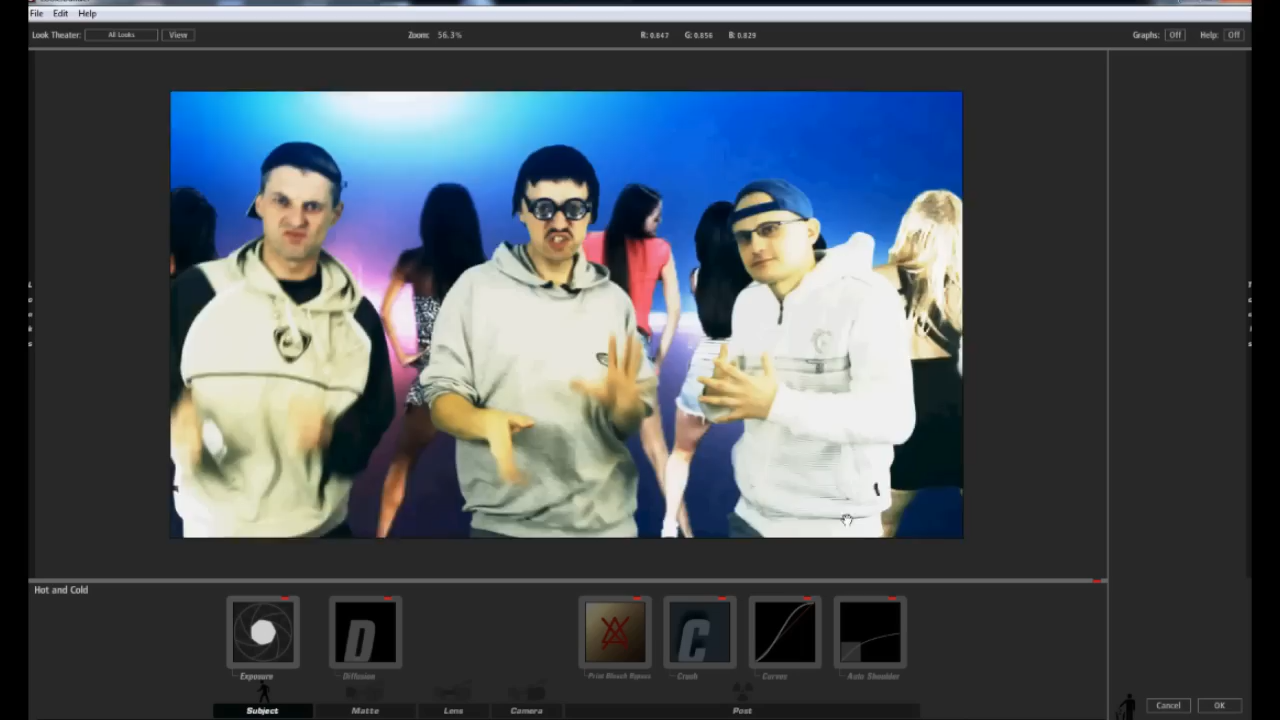 File Edit Help
Look Theater: All Looks View Zoom: 56.3% R: 0.847 G: 0.856 B: 0.829 Graphs: Off Help: Off
Hot and Cold
D C
Exposure Diffusion Print Bleach Bypass Crush Curves Auto Shoulder
Subject Matte Lens Camera Post
Cancel OK